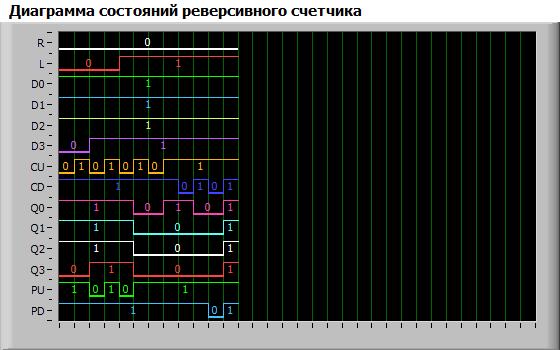 Диаграмма состояний реверсивного счетчика
R 0
L 0 1
D0 1
D1 1
D2 1
D3 0 1
CU 0 1 0 1 0 1 0 1
CD 1 0 1 0 1
Q0 1 0 1 0 1
Q1 1 0 1
Q2 1 0 1
Q3 0 1 0 1
PU 1 0 1 0 1
PD 1 0 1